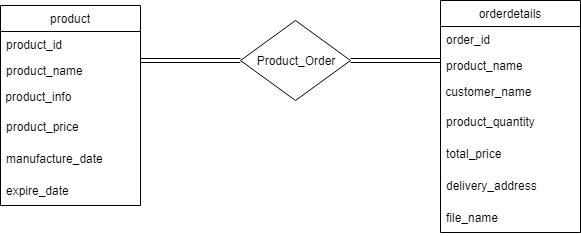 product
product_id
product_name
product_info
product_price
manufacture_date
expire_date
Product_Order
orderdetails
order_id
product_name
customer_name
product_quantity
total_price
delivery_address
file_name